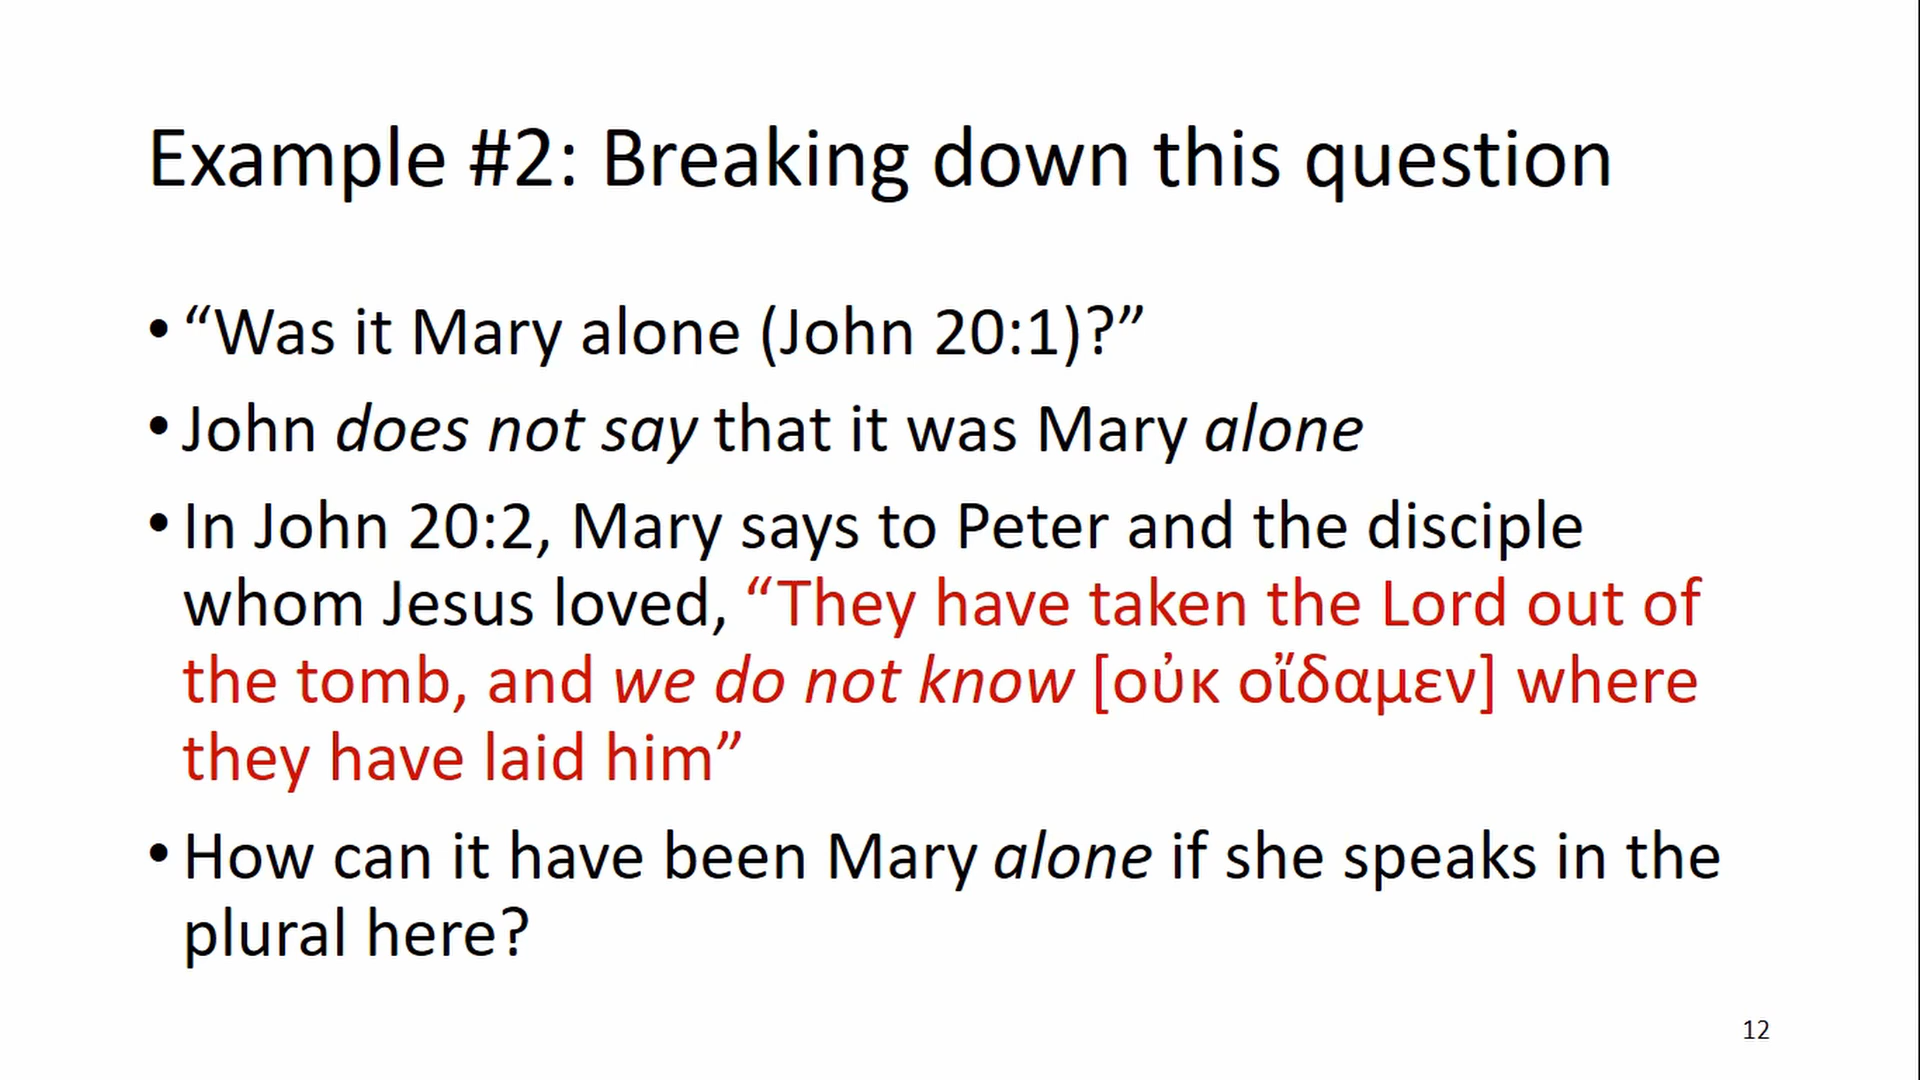 Example #2: Breaking down this question
• “Was it Mary alone (John 20:1)?”
• John does not say that it was Mary alone
• In John 20:2, Mary says to Peter and the disciple
whom Jesus loved, “They have taken the Lord out of
the tomb, and we do not know [οὐκ οἴδαμεν] where
they have laid him”
• How can it have been Mary alone if she speaks in the
plural here?
12